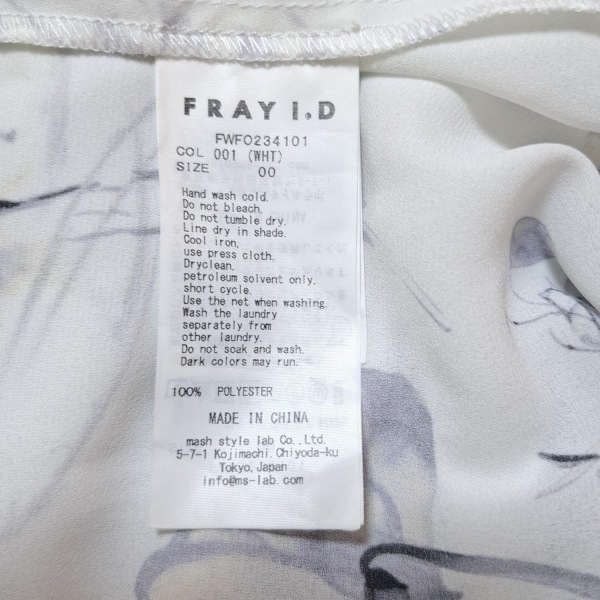 FRAY I.D
FWFO234101
COL 001 (WHT)
SIZE 00
Hand wash cold.
Do not bleach.
Do not tumble dry.
Line dry in shade.
Cool iron.
use press cloth.
Dryclean.
petroleum solvent only.
short cycle.
Use the net when washing.
Wash the laundry
separately from
other laundry.
Do not soak and wash.
Dark colors may run.
100% POLYESTER
MADE IN CHINA
mash style lab Co.,Ltd.
5-7-1 Kojimachi. Chiyoda-ku
Tokyo,Japan
info@ms-lab.com